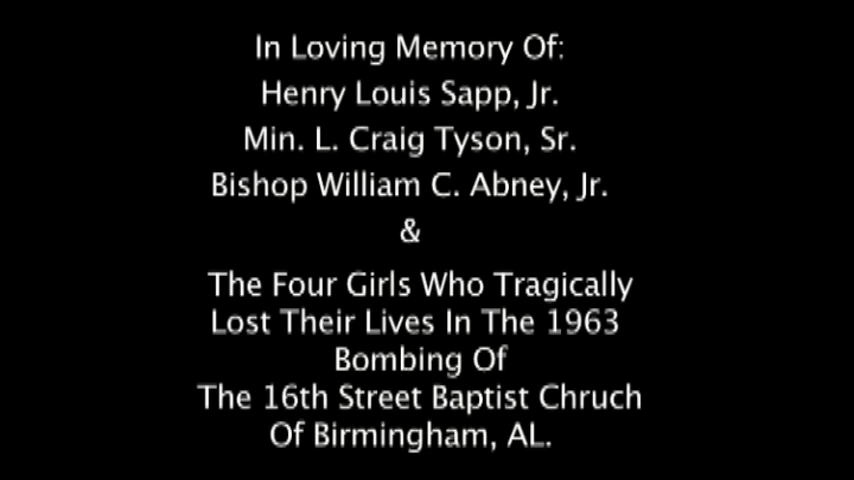 In Loving Memory Of:
Henry Louis Sapp, Jr.
Min. L. Craig Tyson, Sr.
Bishop William C. Abney, Jr.
&
The Four Girls Who Tragically
Lost Their Lives In The 1963
Bombing Of
The 16th Street Baptist Chruch
Of Birmingham, AL.